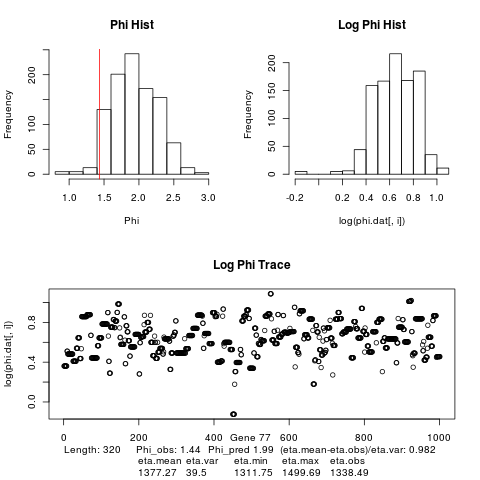 Phi Hist
Log Phi Hist
Frequency
0 50 100 200
1.0 1.5 2.0 2.5 3.0
Phi
Frequency
0 50 100 150 200
-0.2 0.2 0.4 0.6 0.8 1.0
log(phi.dat[, i])
Log Phi Trace
log(phi.dat[, i])
0.0 0.4 0.8
0 200 400 600 800 1000
Gene 77
Length: 320 Phi_obs: 1.44 Phi_pred 1.99 (eta.mean-eta.obs)/eta.var: 0.982
eta.mean eta.var eta.min eta.max eta.obs
1377.27 39.5 1311.75 1499.69 1338.49